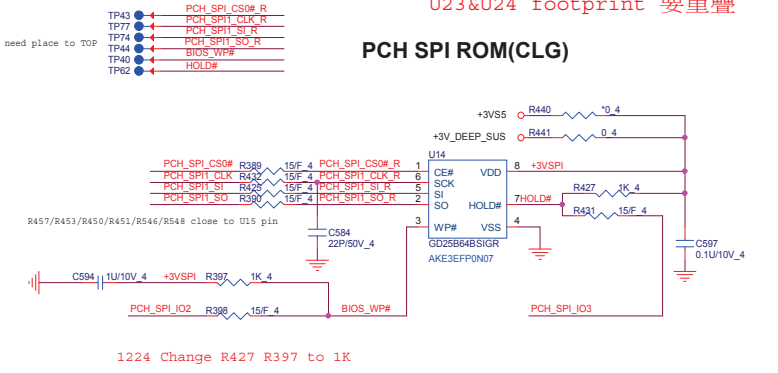 U23&U24 footprint 要重疊
TP43 PCH_SPI_CS0#_R
TP77 PCH_SPI1_CLK_R
TP74 PCH_SPI1_SI_R
TP44 PCH_SPI1_SO_R
TP40 BIOS_WP#
TP62 HOLD#
need place to TOP
PCH SPI ROM(CLG)
+3VS5 R440 *0_4
+3V_DEEP_SUS R441 0_4
U14
PCH_SPI_CS0# R389 15/F_4 PCH_SPI_CS0#_R 1 CE# VDD 8 +3VSPI
PCH_SPI1_CLK R432 15/F_4 PCH_SPI1_CLK_R 6 SCK
PCH_SPI1_SI R425 15/F_4 PCH_SPI1_SI_R 5 SI
PCH_SPI1_SO R390 15/F_4 PCH_SPI1_SO_R 2 SO HOLD# 7 HOLD# R427 1K_4
R431 15/F_4
R457/R453/R450/R451/R546/R548 close to U15 pin
3 WP# VSS 4
C584
22P/50V_4
GD25B64BSIGR
AKE3EFP0N07
C597
0.1U/10V_4
C594 1U/10V_4 +3VSPI R397 1K_4
PCH_SPI_IO2 R398 15/F_4 BIOS_WP# PCH_SPI_IO3
1224 Change R427 R397 to 1K